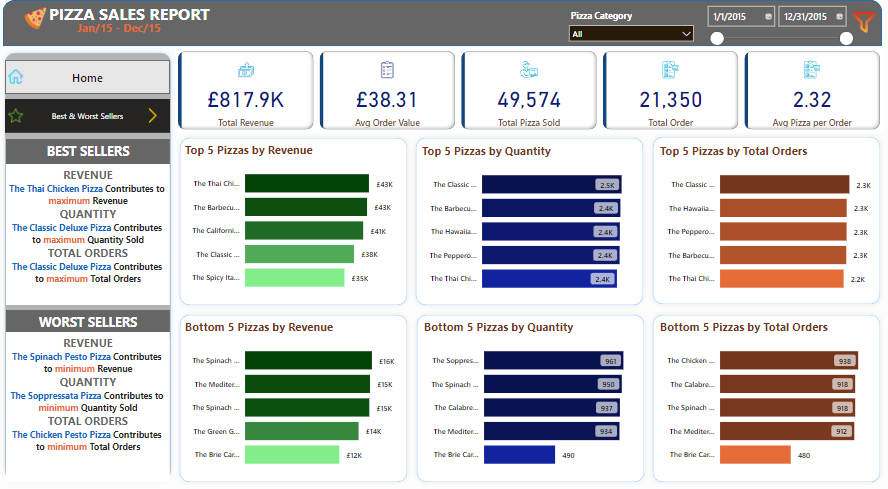 PIZZA SALES REPORT
Jan/15 - Dec/15
Pizza Category
All
1/1/2015
12/31/2015
Home
Best & Worst Sellers
BEST SELLERS
REVENUE
The Thai Chicken Pizza Contributes to
maximum Revenue
QUANTITY
The Classic Deluxe Pizza Contributes
to maximum Quantity Sold
TOTAL ORDERS
The Classic Deluxe Pizza Contributes
to maximum Total Orders
WORST SELLERS
REVENUE
The Spinach Pesto Pizza Contributes
to minimum Revenue
QUANTITY
The Soppressata Pizza Contributes to
minimum Quantity Sold
TOTAL ORDERS
The Chicken Pesto Pizza Contributes
to minimum Total Orders
£817.9K
Total Revenue
£38.31
Avg Order Value
49,574
Total Pizza Sold
21,350
Total Order
2.32
Avg Pizza per Order
Top 5 Pizzas by Revenue
The Thai Chi... £43K
The Barbecu... £43K
The Californi... £41K
The Classic ... £38K
The Spicy Ita... £35K
Top 5 Pizzas by Quantity
The Classic ... 2.5K
The Barbecu... 2.4K
The Hawaiia... 2.4K
The Peppero... 2.4K
The Thai Chi... 2.4K
Top 5 Pizzas by Total Orders
The Classic ... 2.3K
The Hawaiia... 2.3K
The Peppero... 2.3K
The Barbecu... 2.3K
The Thai Chi... 2.2K
Bottom 5 Pizzas by Revenue
The Spinach ... £16K
The Mediter... £15K
The Spinach ... £15K
The Green G... £14K
The Brie Car... £12K
Bottom 5 Pizzas by Quantity
The Soppres... 961
The Spinach ... 950
The Calabre... 937
The Mediter... 934
The Brie Car... 490
Bottom 5 Pizzas by Total Orders
The Chicken ... 938
The Calabre... 918
The Spinach ... 918
The Mediter... 912
The Brie Car... 480